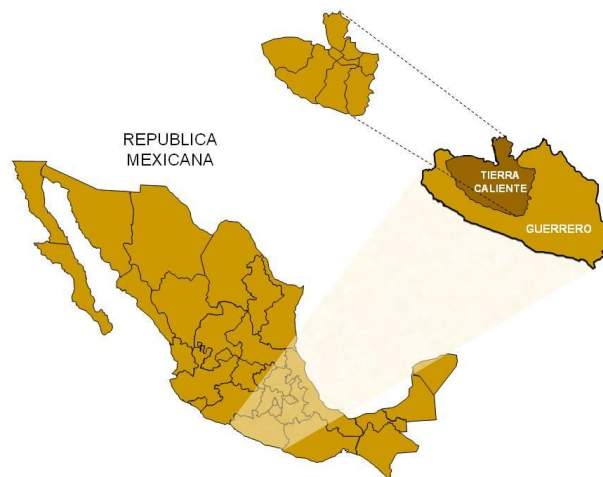 REPUBLICA
MEXICANA
TIERRA
CALIENTE
GUERRERO